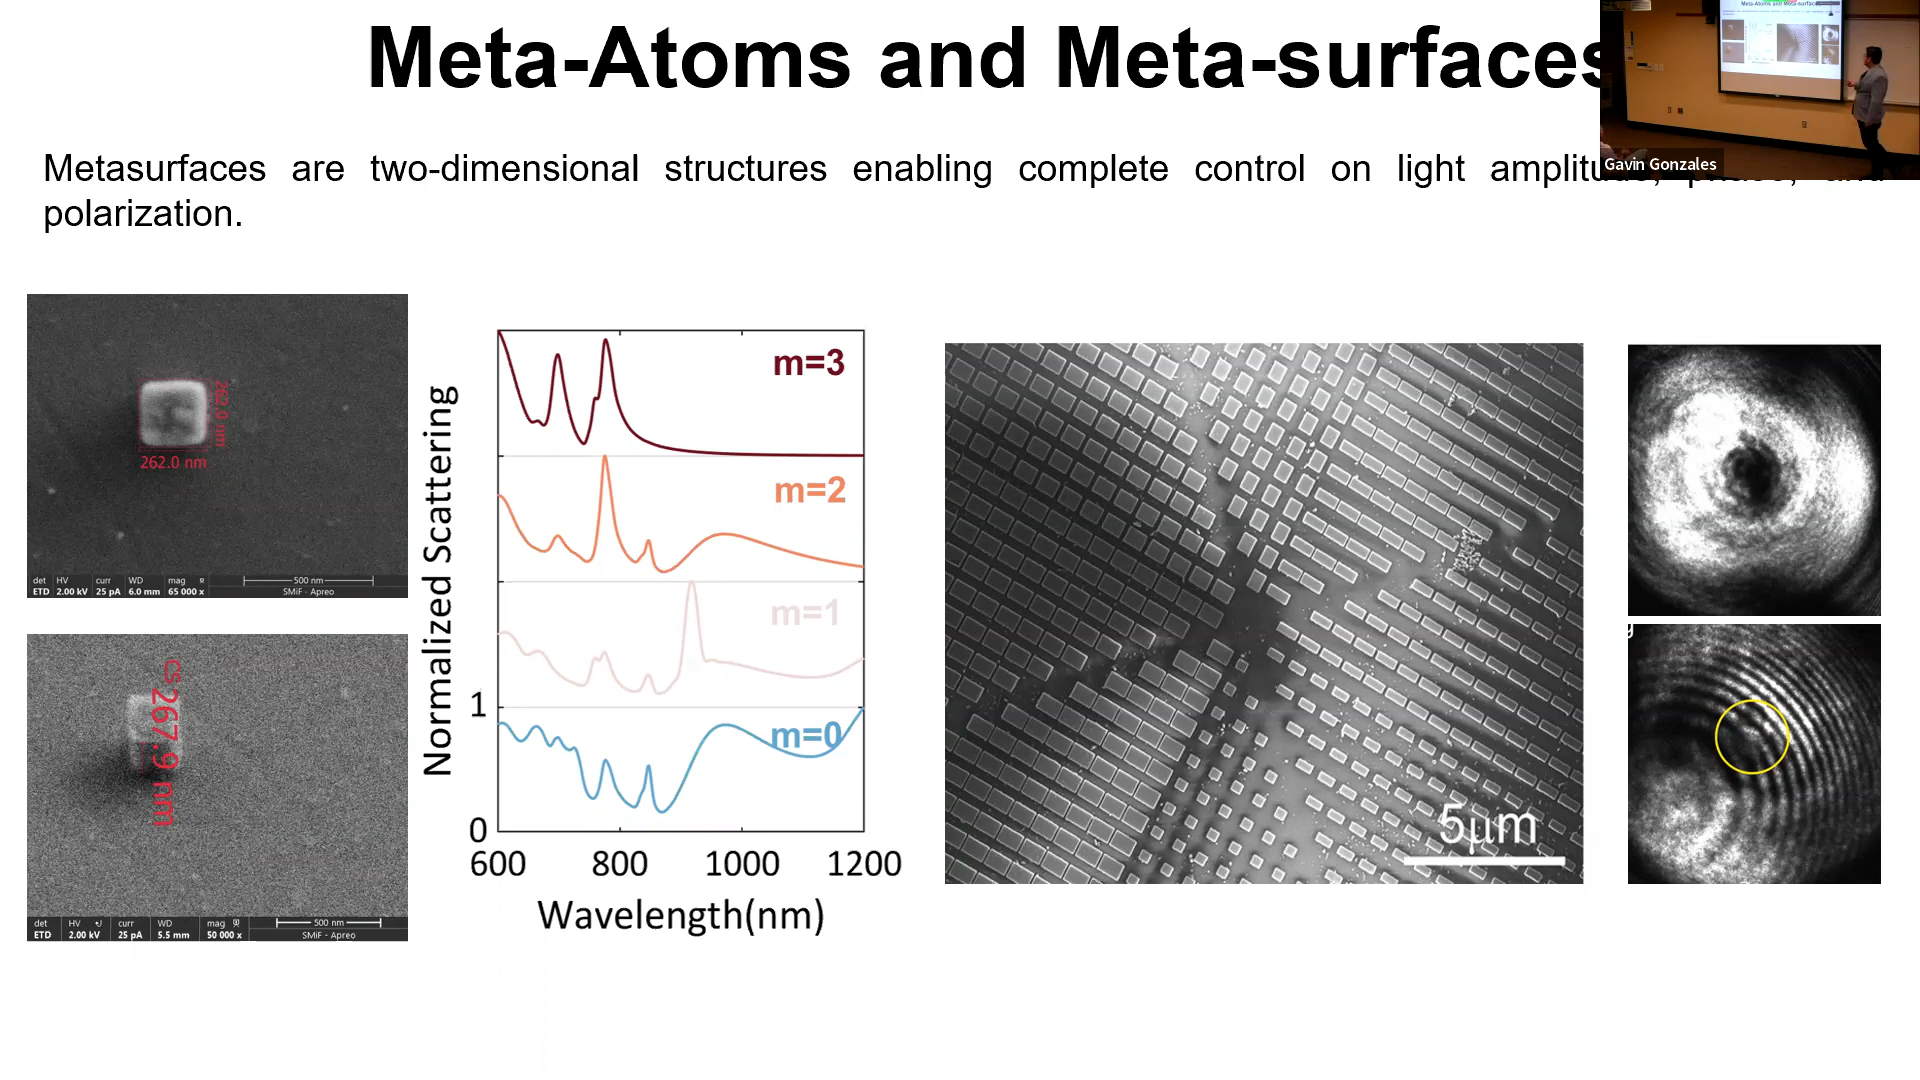 Meta-Atoms and Meta-surfaces
Gavin Gonzales
Metasurfaces are two-dimensional structures enabling complete control on light amplitude, phase, and
polarization.
262.0 nm
262.0 nm
det HV curr WD mag
ETD 2.00 kV 25 pA 6.0 mm 65 000 x
500 nm
SMiF - Apreo
cs 267.9 nm
det HV curr WD mag
ETD 2.00 kV 25 pA 5.5 mm 50 000 x
500 nm
SMiF - Apreo
Normalized Scattering
m=3
m=2
m=1
m=0
1
0
600 800 1000 1200
Wavelength(nm)
5μm